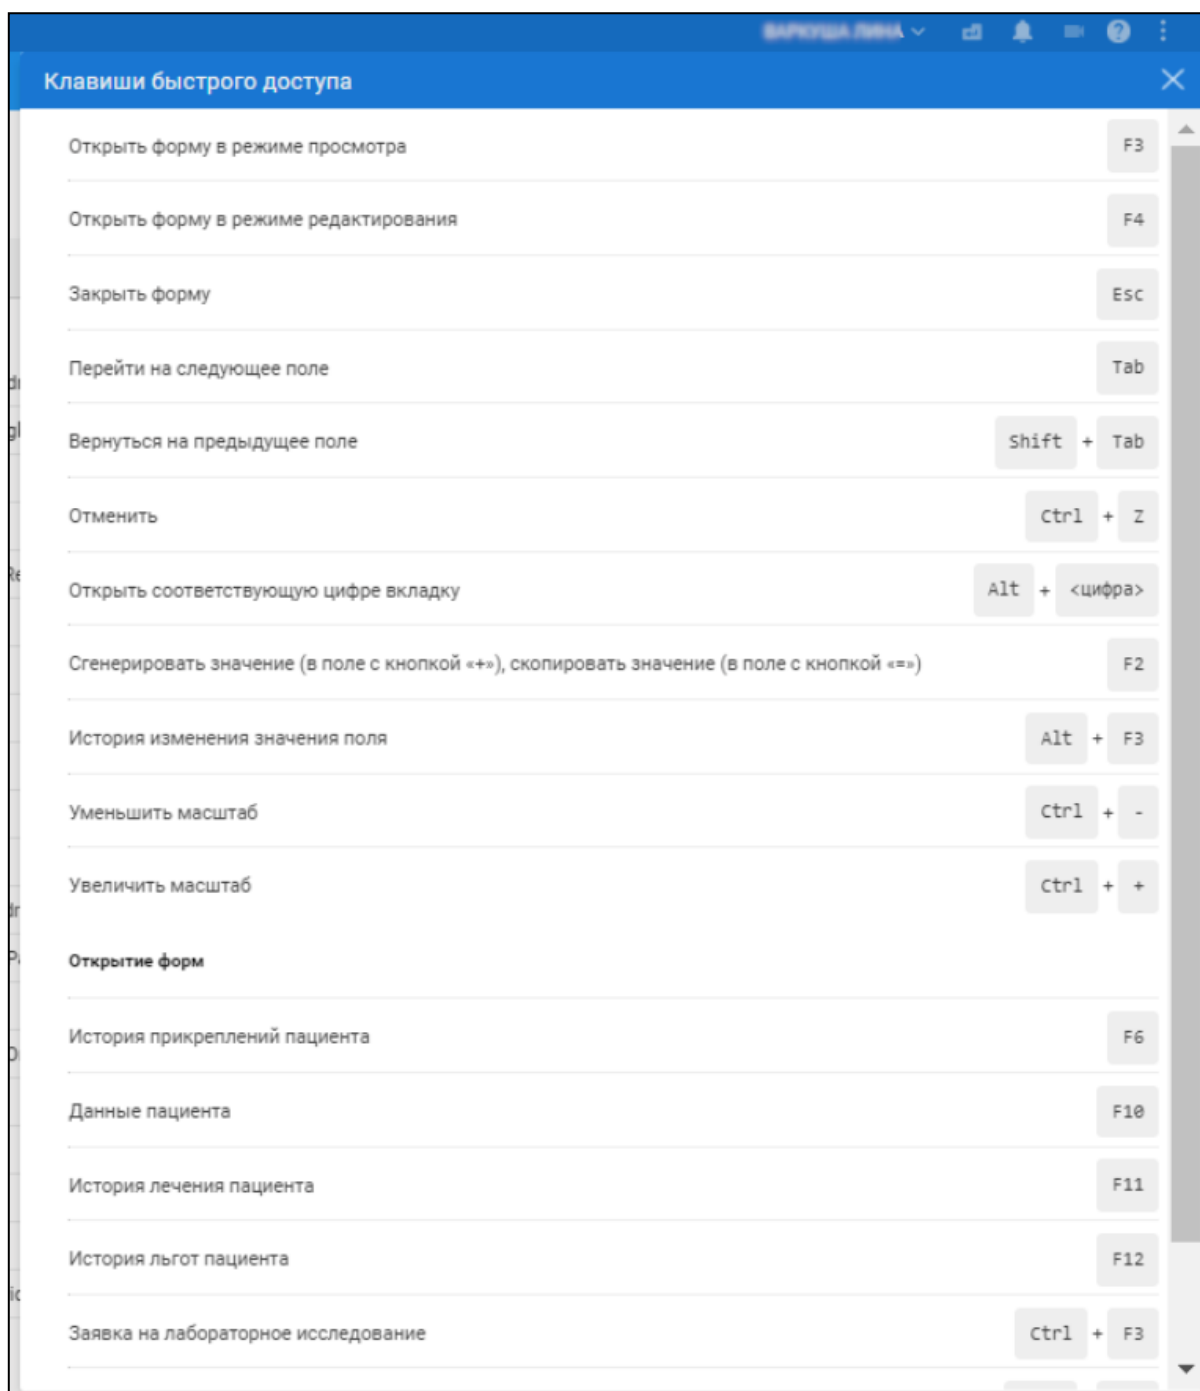 Клавиши быстрого доступа
Открыть форму в режиме просмотра F3
Открыть форму в режиме редактирования F4
Закрыть форму Esc
Перейти на следующее поле Tab
Вернуться на предыдущее поле Shift + Tab
Отменить Ctrl + Z
Открыть соответствующую цифре вкладку Alt + <цифра>
Сгенерировать значение (в поле с кнопкой «+»), скопировать значение (в поле с кнопкой «=») F2
История изменения значения поля Alt + F3
Уменьшить масштаб Ctrl + -
Увеличить масштаб Ctrl + +
Открытие форм
История прикреплений пациента F6
Данные пациента F10
История лечения пациента F11
История льгот пациента F12
Заявка на лабораторное исследование Ctrl + F3